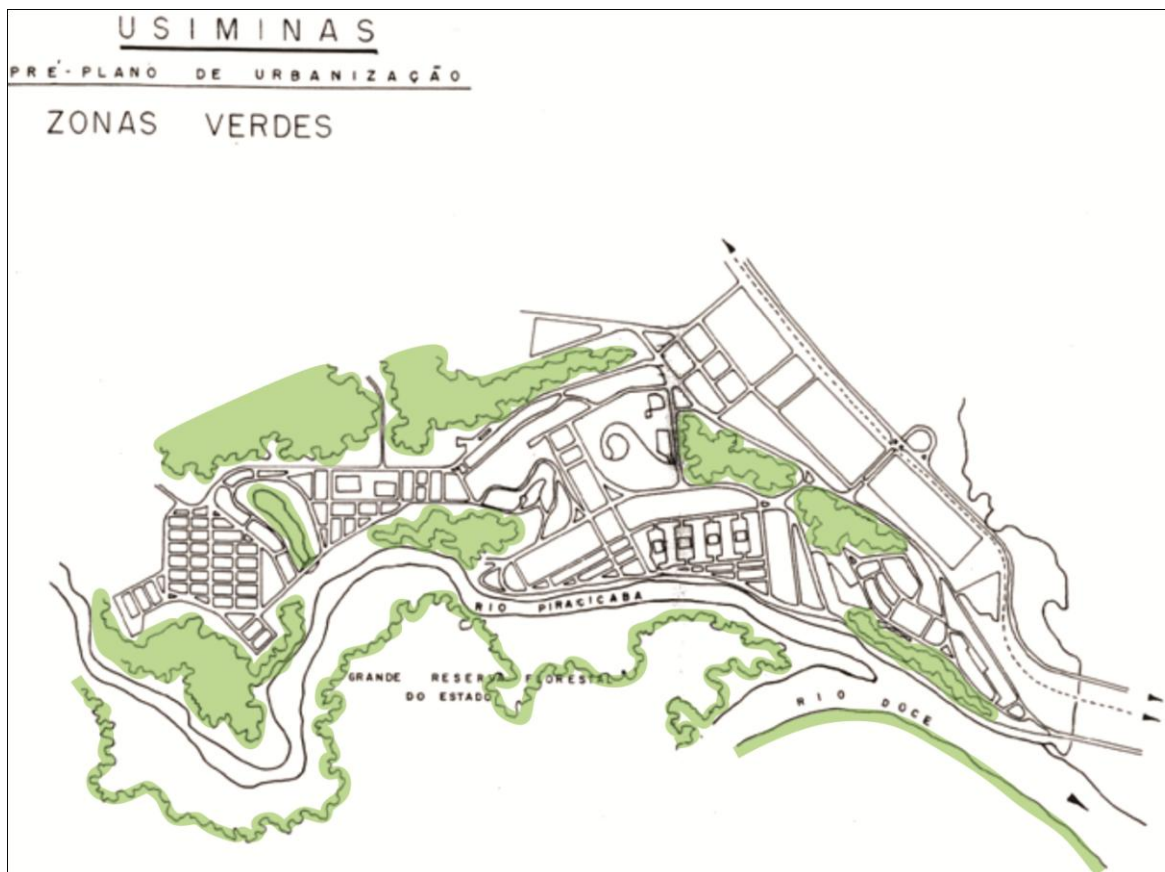 USIMINAS
PRÉ-PLANO DE URBANIZAÇÃO
ZONAS VERDES
RIO PIRACICABA
GRANDE RESERVA FLORESTAL
DO ESTADO
RIO DOCE